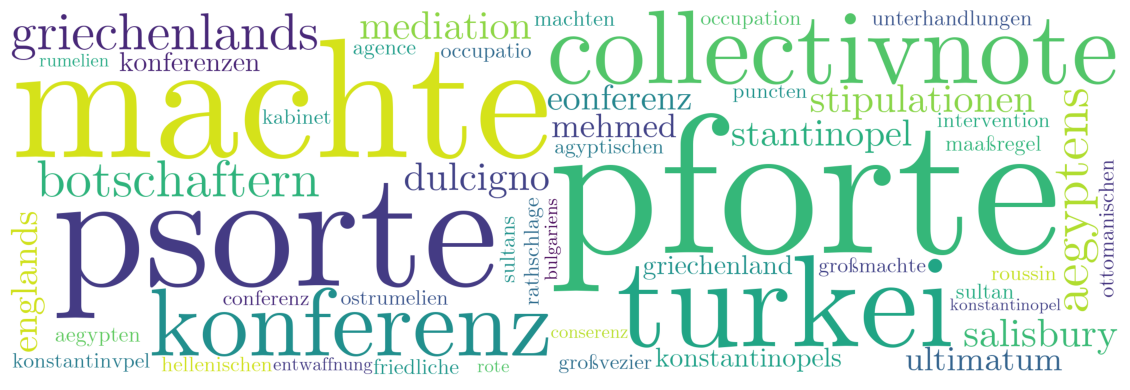 griechenlands mediation machten occupation unterhandlungen
rumelien konferenzen agence occupatio collectivnote
machte kabinet eonferenz puncten stipulationen
mehmed stantinopel intervention
agyptischen maaßregel aegyptens
botschaftern dulcigno pforte
psorte sultans rathschlage bulgariens ottomanischen
englands griechenland großmachte roussin
conferenz ostrumelien turkei sultan konstantinopel
aegypten konferenz conserenz salisbury
konstantinvpel hellenischen entwaffnung friedliche rote großvezier konstantinopels ultimatum